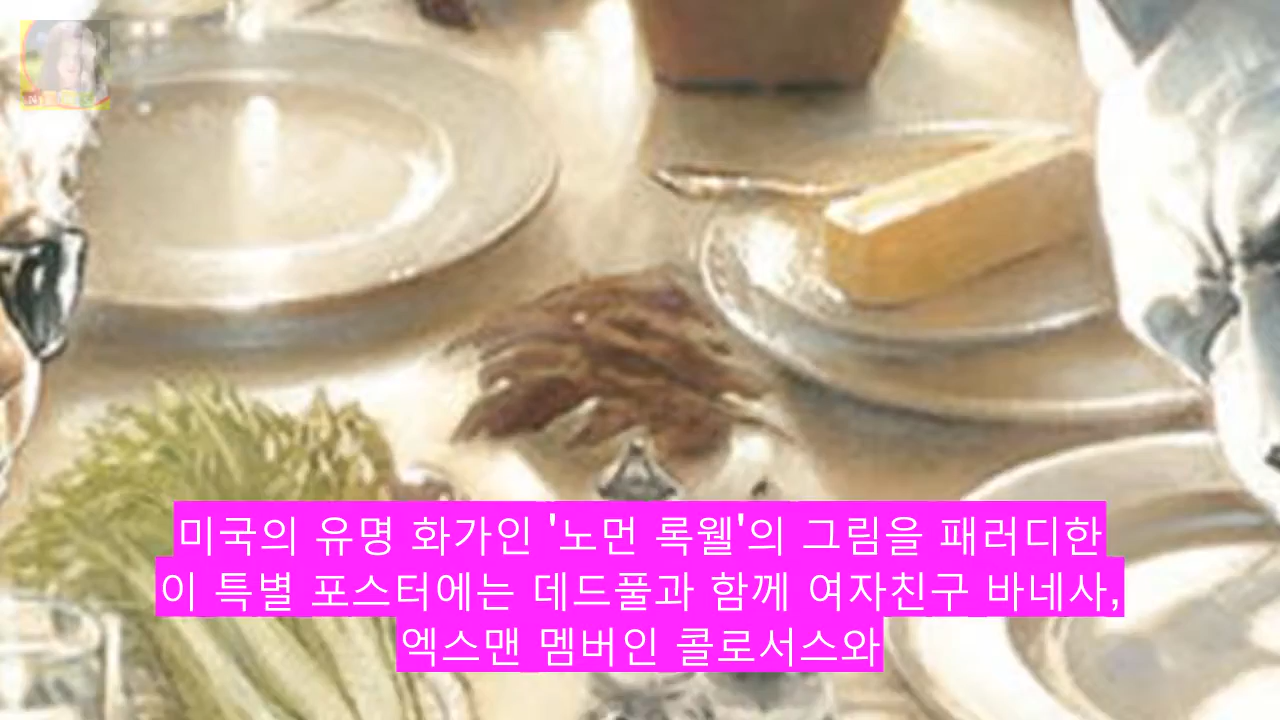 미국의 유명 화가인 '노먼 록웰'의 그림을 패러디한
이 특별 포스터에는 데드풀과 함께 여자친구 바네사,
엑스맨 멤버인 콜로서스와